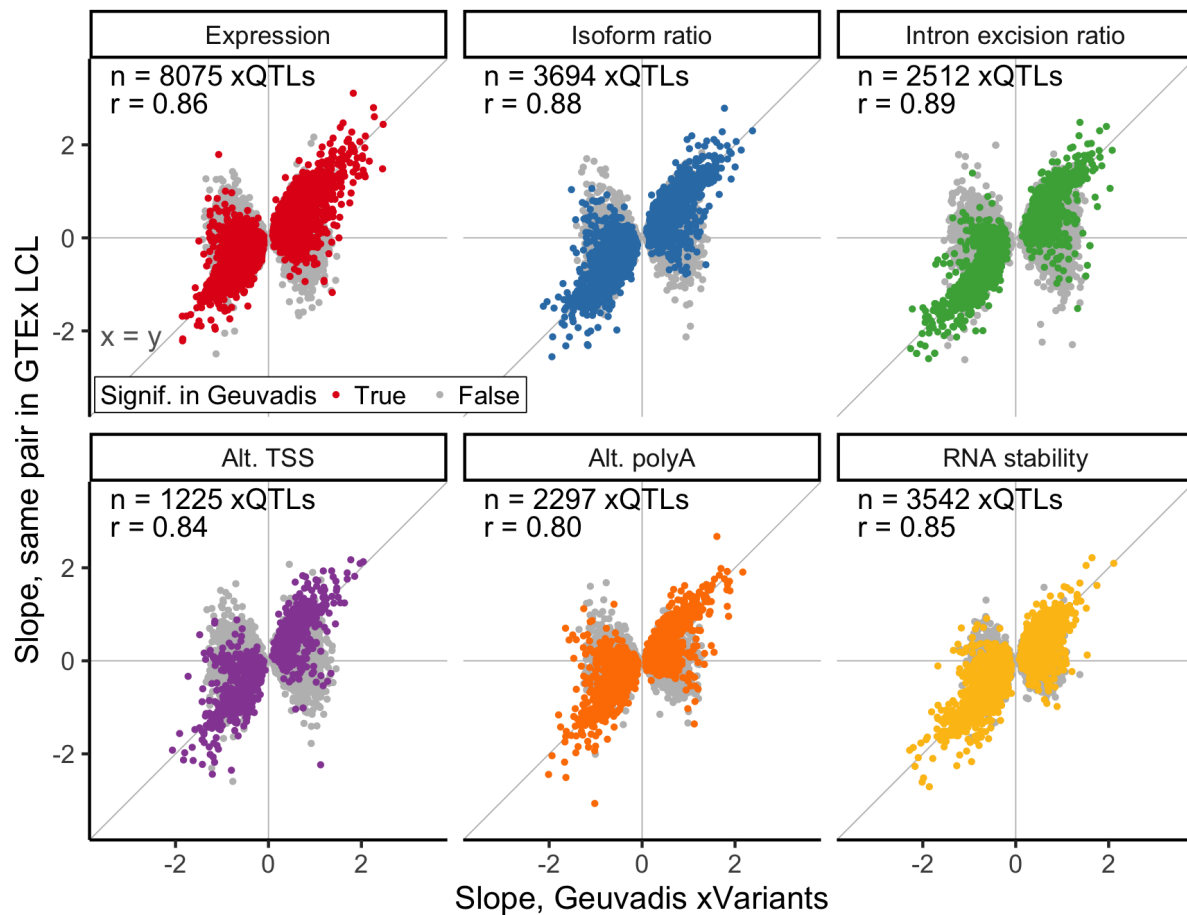 Expression
Isoform ratio
Intron excision ratio
n = 8075 xQTLs
r = 0.86
n = 3694 xQTLs
r = 0.88
n = 2512 xQTLs
r = 0.89
2
0
-2
x = y
Signif. in Geuvadis True False
Slope, same pair in GTEx LCL
Alt. TSS
Alt. polyA
RNA stability
n = 1225 xQTLs
r = 0.84
n = 2297 xQTLs
r = 0.80
n = 3542 xQTLs
r = 0.85
2
0
-2
-2 0 2
-2 0 2
-2 0 2
Slope, Geuvadis xVariants